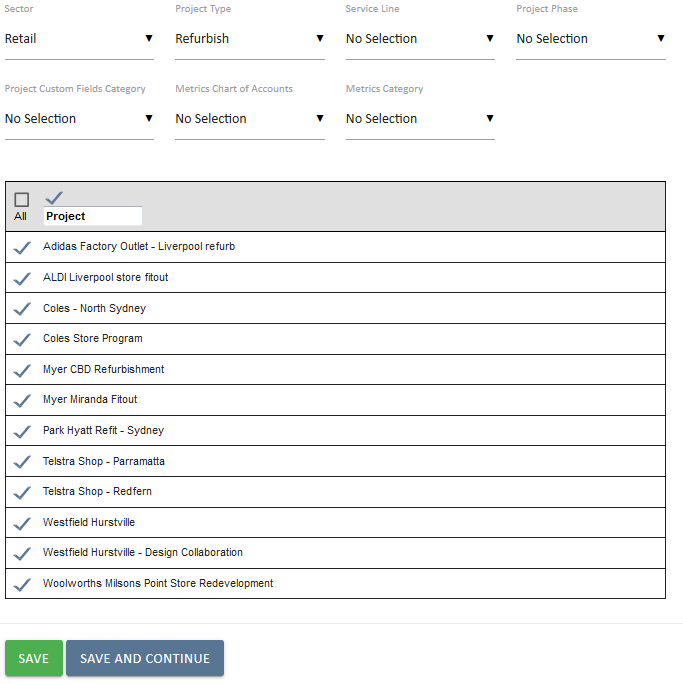 Sector Project Type Service Line Project Phase
Retail Refurbish No Selection No Selection
Project Custom Fields Category Metrics Chart of Accounts Metrics Category
No Selection No Selection No Selection
All Project
Adidas Factory Outlet - Liverpool refurb
ALDI Liverpool store fitout
Coles - North Sydney
Coles Store Program
Myer CBD Refurbishment
Myer Miranda Fitout
Park Hyatt Refit - Sydney
Telstra Shop - Parramatta
Telstra Shop - Redfern
Westfield Hurstville
Westfield Hurstville - Design Collaboration
Woolworths Milsons Point Store Redevelopment
SAVE SAVE AND CONTINUE